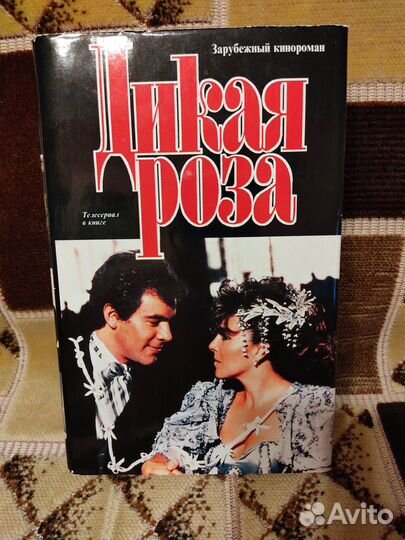 Зарубежный кинороман
Дикая
роза
Телесериал
в книге
Avito